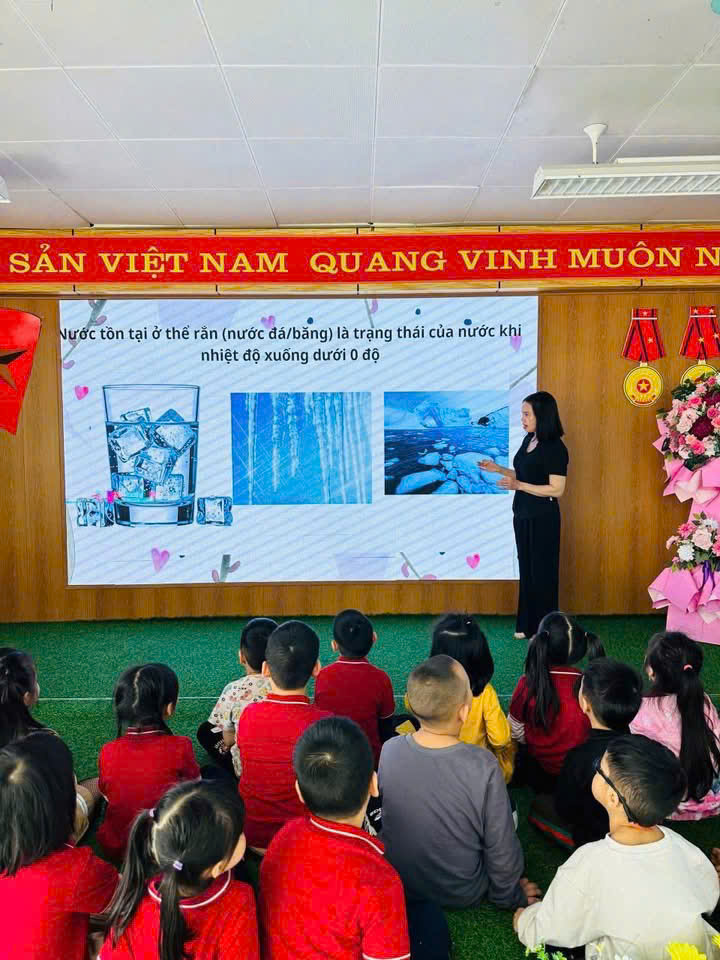 SẢN VIỆT NAM QUANG VINH MUÔN N
Nước tồn tại ở thể rắn (nước đá/băng) là trạng thái của nước khi
nhiệt độ xuống dưới 0 độ